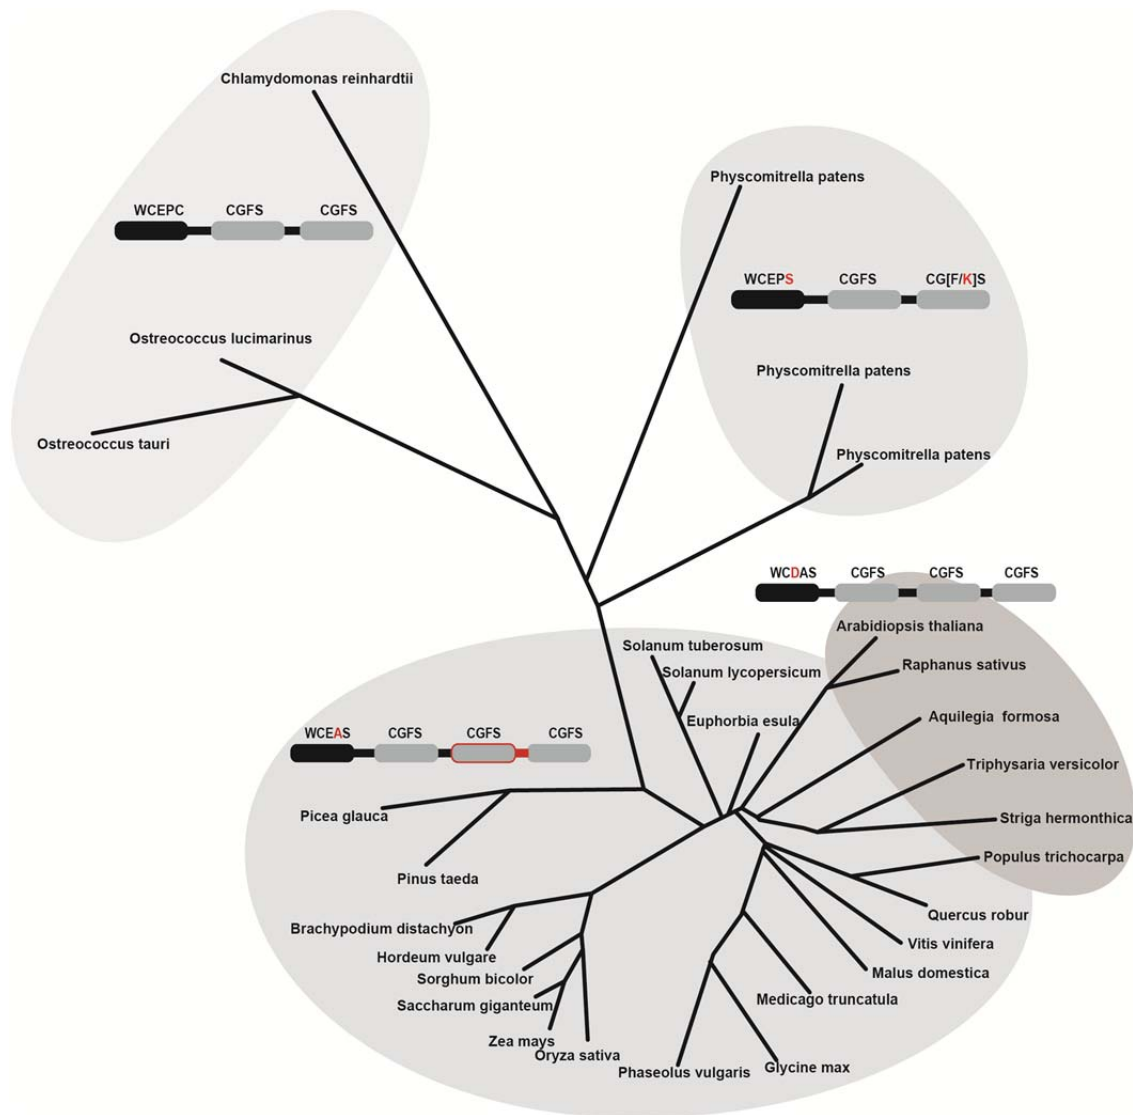 Chlamydomonas reinhardtii
Physcomitrella patens
WCEPC CGFS CGFS
WCEPS CGFS CG[F/K]S
Ostreococcus lucimarinus
Physcomitrella patens
Ostreococcus tauri
Physcomitrella patens
WCDAS CGFS CGFS CGFS
Arabidiopsis thaliana
Solanum tuberosum
Raphanus sativus
Solanum lycopersicum
Aquilegia formosa
Euphorbia esula
WCEAS CGFS CGFS CGFS
Triphysaria versicolor
Picea glauca
Striga hermonthica
Populus trichocarpa
Pinus taeda
Quercus robur
Brachypodium distachyon
Vitis vinifera
Hordeum vulgare
Malus domestica
Sorghum bicolor
Medicago truncatula
Saccharum giganteum
Zea mays
Oryza sativa
Glycine max
Phaseolus vulgaris